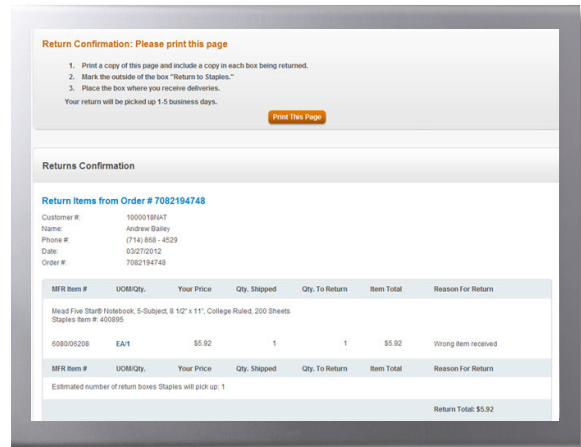 Return Confirmation: Please print this page
1. Print a copy of this page and include a copy in each box being returned.
2. Mark the outside of the box "Return to Staples."
3. Place the box where you receive deliveries.
Your return will be picked up 1-5 business days.
Print This Page
Returns Confirmation
Return Items from Order # 7082194748
Customer #: 1000018NAT
Name: Andrew Bailey
Phone #: (714) 868 - 4529
Date: 03/27/2012
Order #: 7082194748
MFR Item # UOM/Qty. Your Price Qty. Shipped Qty. To Return Item Total Reason For Return
Mead Five Star® Notebook, 5-Subject, 8 1/2" x 11", College Ruled, 200 Sheets
Staples Item #: 400895
6080/06208 EA/1 $5.92 1 1 $5.92 Wrong item received
MFR Item # UOM/Qty. Your Price Qty. Shipped Qty. To Return Item Total Reason For Return
Estimated number of return boxes Staples will pick up: 1
Return Total: $5.92